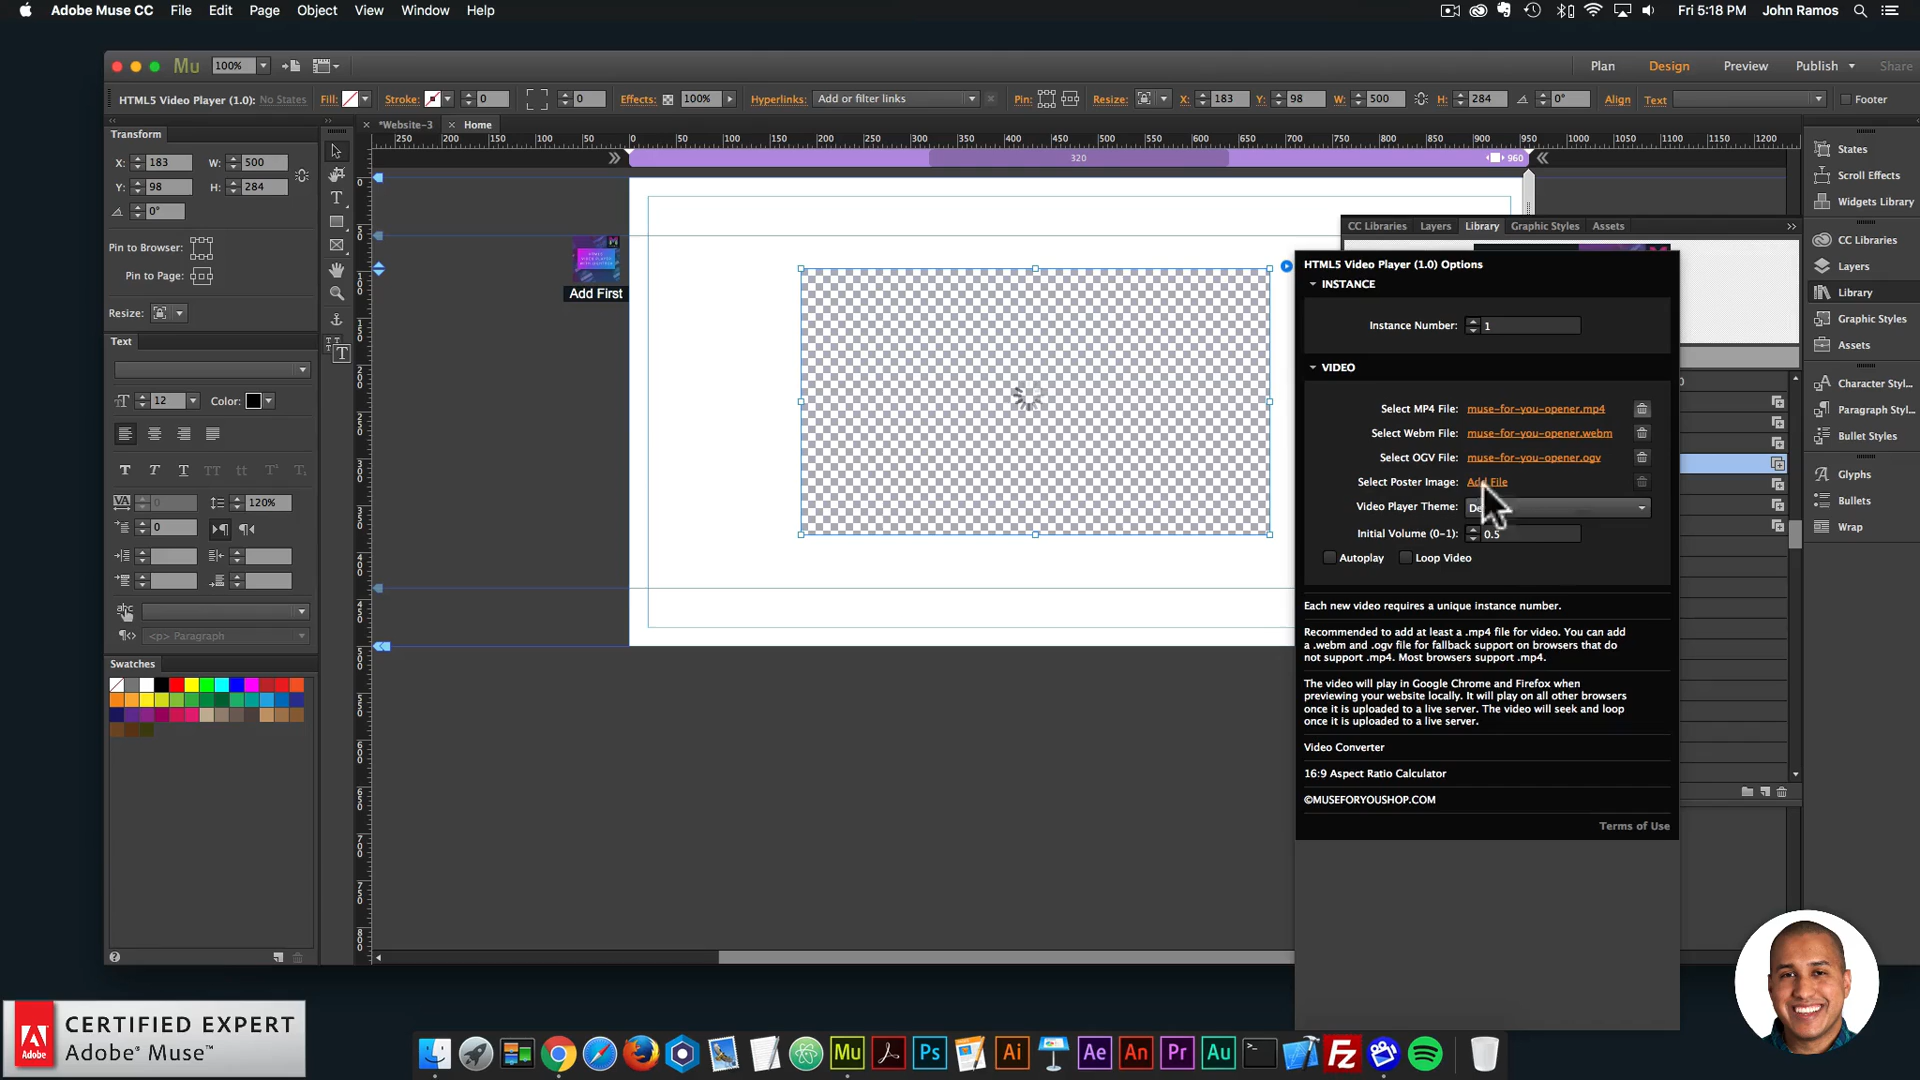 Adobe Muse CC File Edit Page Object View Window Help Fri 5:18 PM John Ramos
Mu 100% Plan Design Preview Publish Share
HTML5 Video Player (1.0): No States Fill: Stroke: 0 0 Effects: 100% Hyperlinks: Add or filter links Pin: Resize: X: 183 Y: 98 W: 500 H: 284 0° Align Text Footer
Transform
X: 183 W: 500
Y: 98 H: 284
0°
Pin to Browser:
Pin to Page:
Resize:
Text
12 Color:
0 120%
0
<p> Paragraph
Swatches
*Website-3 Home
250 200 150 100 50 0 50 100 150 200 250 300 350 400 450 500 550 600 650 700 750 800 850 900 950 1000 1050 1100 1150 1200
320 960
Add First
CC Libraries Layers Library Graphic Styles Assets
HTML5 Video Player (1.0) Options
INSTANCE
Instance Number: 1
VIDEO
Select MP4 File: muse-for-you-opener.mp4
Select Webm File: muse-for-you-opener.webm
Select OGV File: muse-for-you-opener.ogv
Select Poster Image: Add File
Video Player Theme:
Initial Volume (0-1): 0.5
Autoplay Loop Video
Each new video requires a unique instance number.
Recommended to add at least a .mp4 file for video. You can add
a .webm and .ogv file for fallback support on browsers that do
not support .mp4. Most browsers support .mp4.
The video will play in Google Chrome and Firefox when
previewing your website locally. It will play on all other browsers
once it is uploaded to a live server. The video will seek and loop
once it is uploaded to a live server.
Video Converter
16:9 Aspect Ratio Calculator
©MUSEFORYOUSHOP.COM
Terms of Use
States
Scroll Effects
Widgets Library
CC Libraries
Layers
Library
Graphic Styles
Assets
Character Styl...
Paragraph Styl...
Bullet Styles
Glyphs
Bullets
Wrap
Adobe
CERTIFIED EXPERT
Adobe® Muse™
Mu Ps Ai Ae An Pr Au Fz